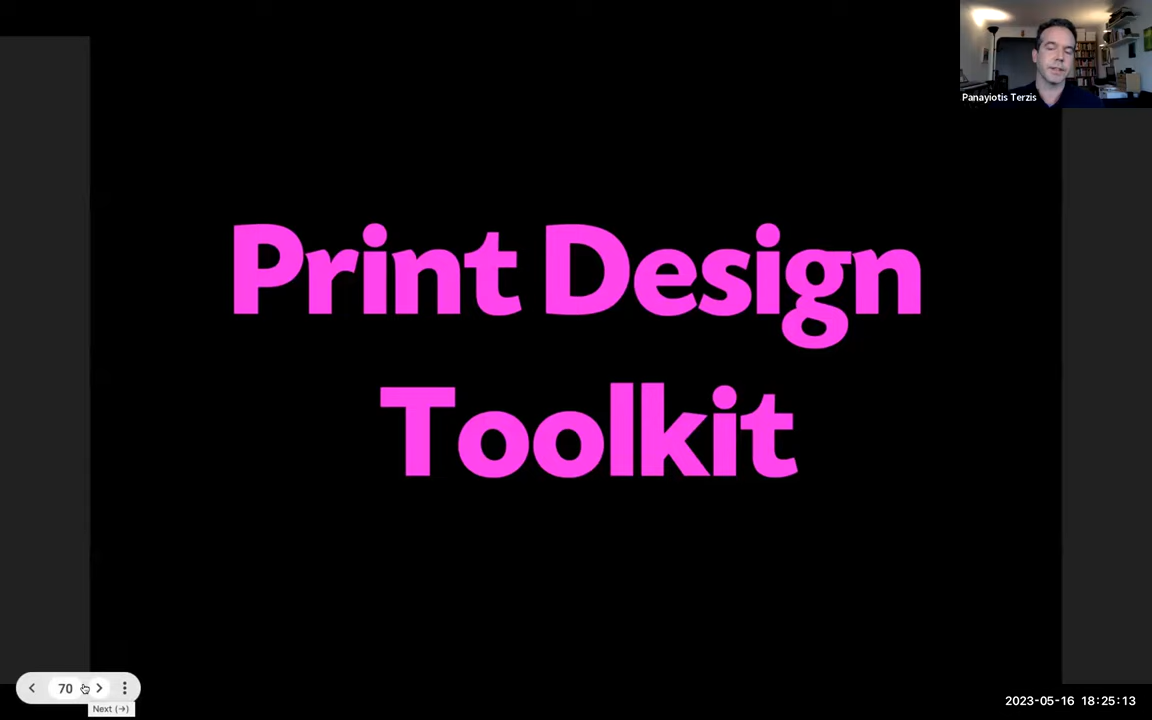 Panayiotis Terzis
Print Design
Toolkit
70
Next (→)
2023-05-16 18:25:13